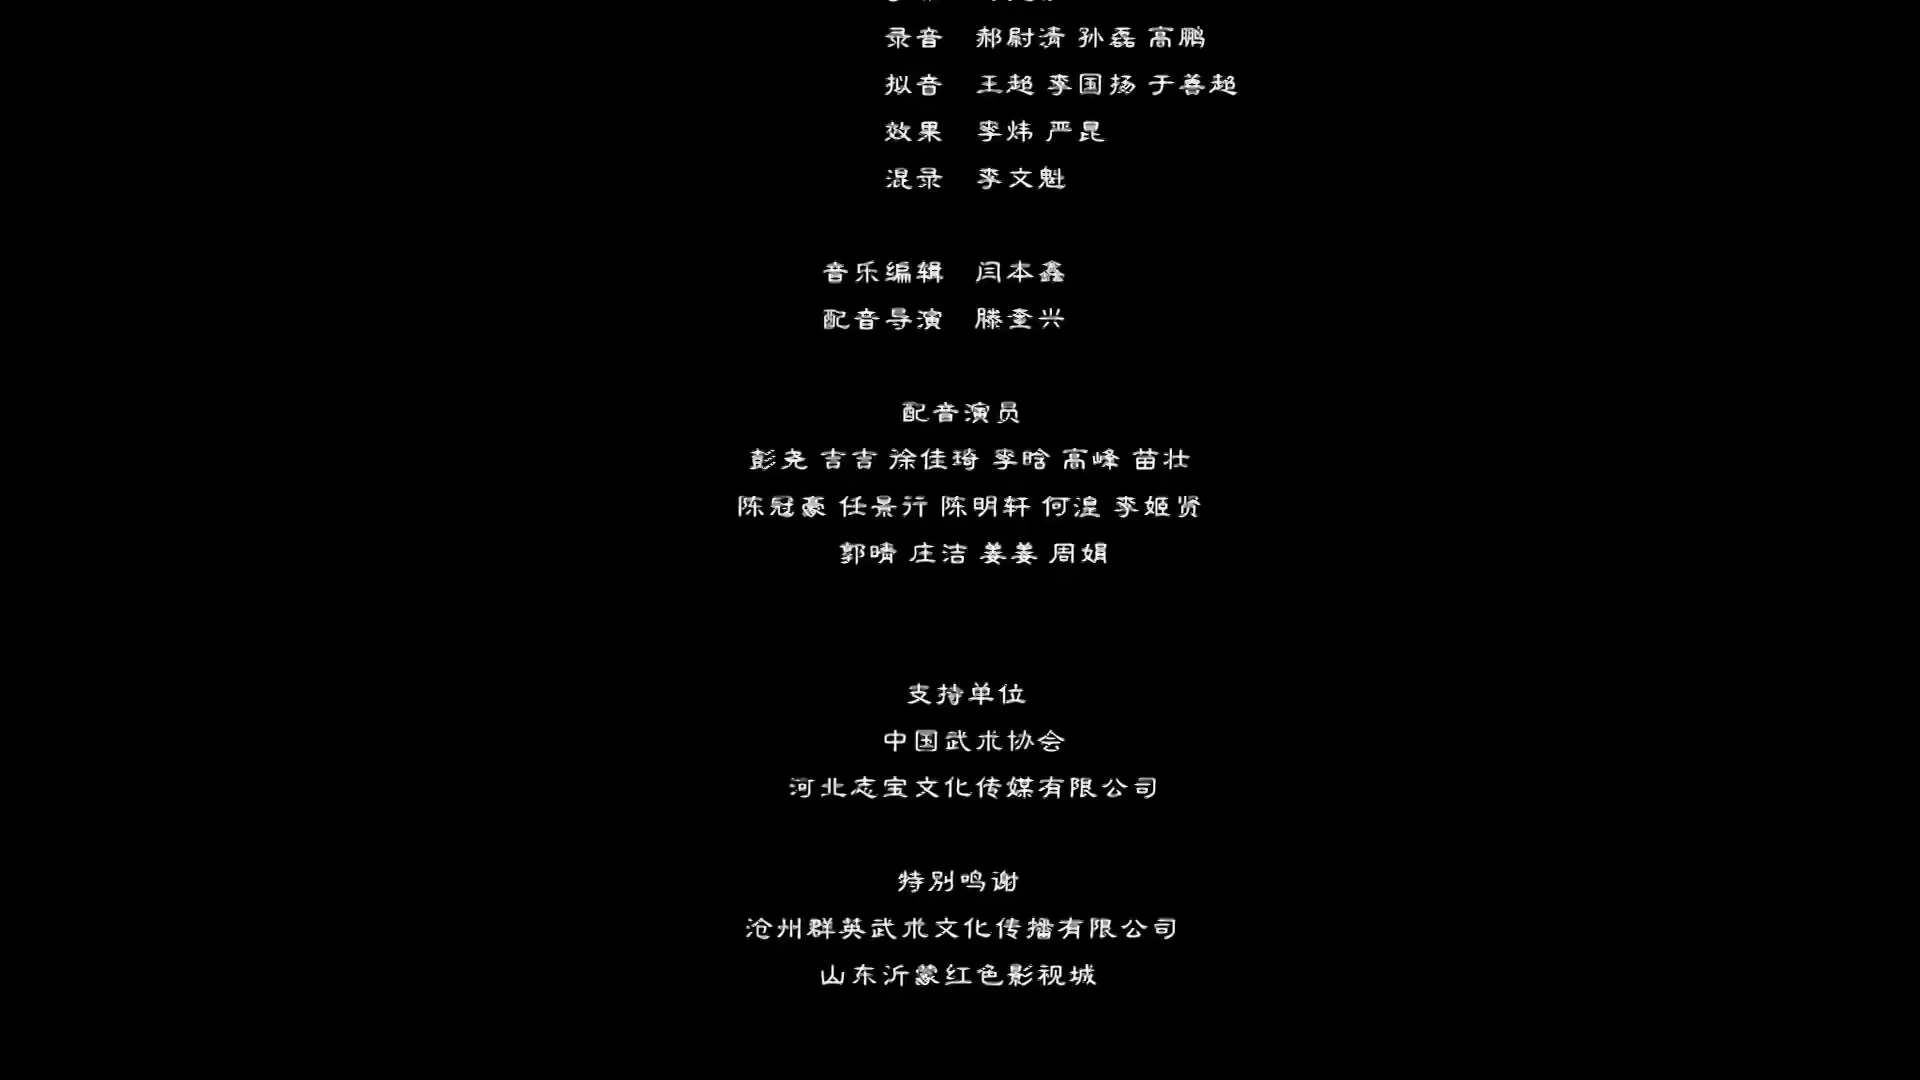 录音 郝尉清 孙磊 高鹏
拟音 王超 李国扬 于善超
效果 李炜 严昆
混录 李文魁
音乐编辑 闫本鑫
配音导演 滕奎兴
配音演员
彭尧 吉吉 徐佳琦 李晗 高峰 苗壮
陈冠豪 任景行 陈明轩 何湟 李姬贤
郭晴 庄洁 姜姜 周娟
支持单位
中国武术协会
河北志宝文化传媒有限公司
特别鸣谢
沧州群英武术文化传播有限公司
山东沂蒙红色影视城